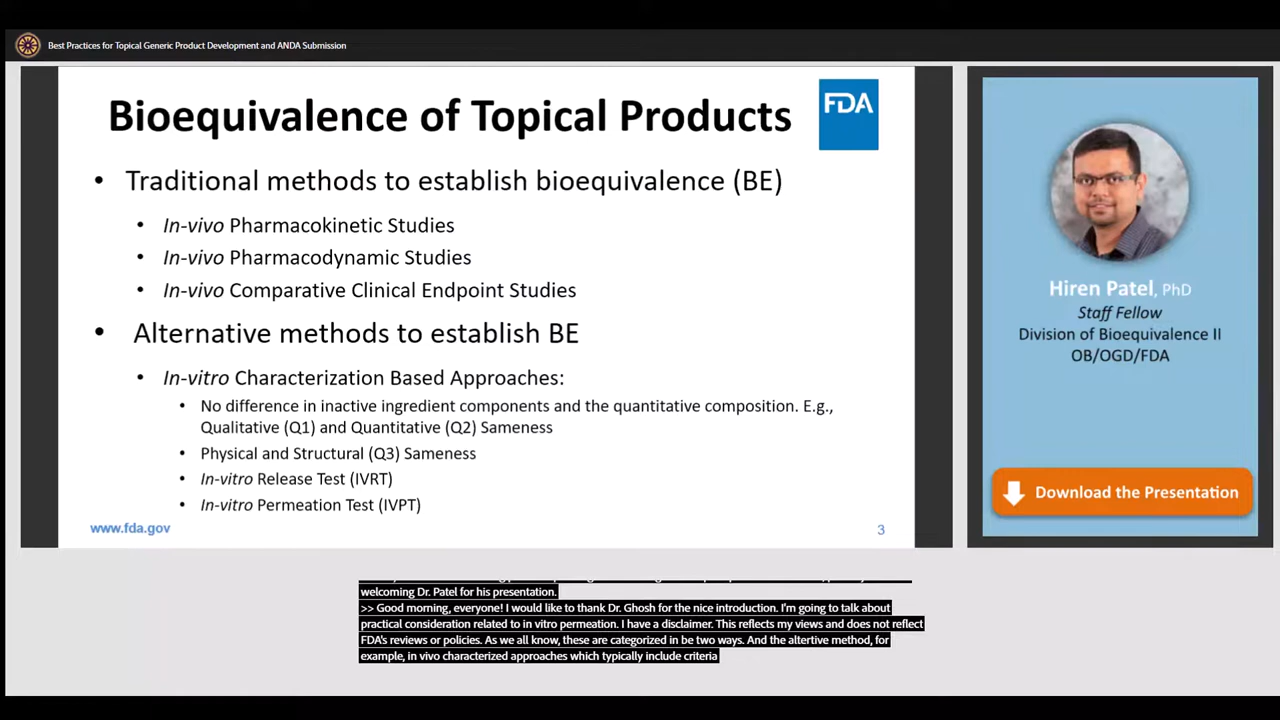 Best Practices for Topical Generic Product Development and ANDA Submission
Bioequivalence of Topical Products
FDA
• Traditional methods to establish bioequivalence (BE)
• In-vivo Pharmacokinetic Studies
• In-vivo Pharmacodynamic Studies
• In-vivo Comparative Clinical Endpoint Studies
• Alternative methods to establish BE
• In-vitro Characterization Based Approaches:
• No difference in inactive ingredient components and the quantitative composition. E.g.,
Qualitative (Q1) and Quantitative (Q2) Sameness
• Physical and Structural (Q3) Sameness
• In-vitro Release Test (IVRT)
• In-vitro Permeation Test (IVPT)
www.fda.gov
3
Hiren Patel, PhD
Staff Fellow
Division of Bioequivalence II
OB/OGD/FDA
Download the Presentation
welcoming Dr. Patel for his presentation.
>> Good morning, everyone! I would like to thank Dr. Ghosh for the nice introduction. I'm going to talk about
practical consideration related to in vitro permeation. I have a disclaimer. This reflects my views and does not reflect
FDA's reviews or policies. As we all know, these are categorized in be two ways. And the altertive method, for
example, in vivo characterized approaches which typically include criteria